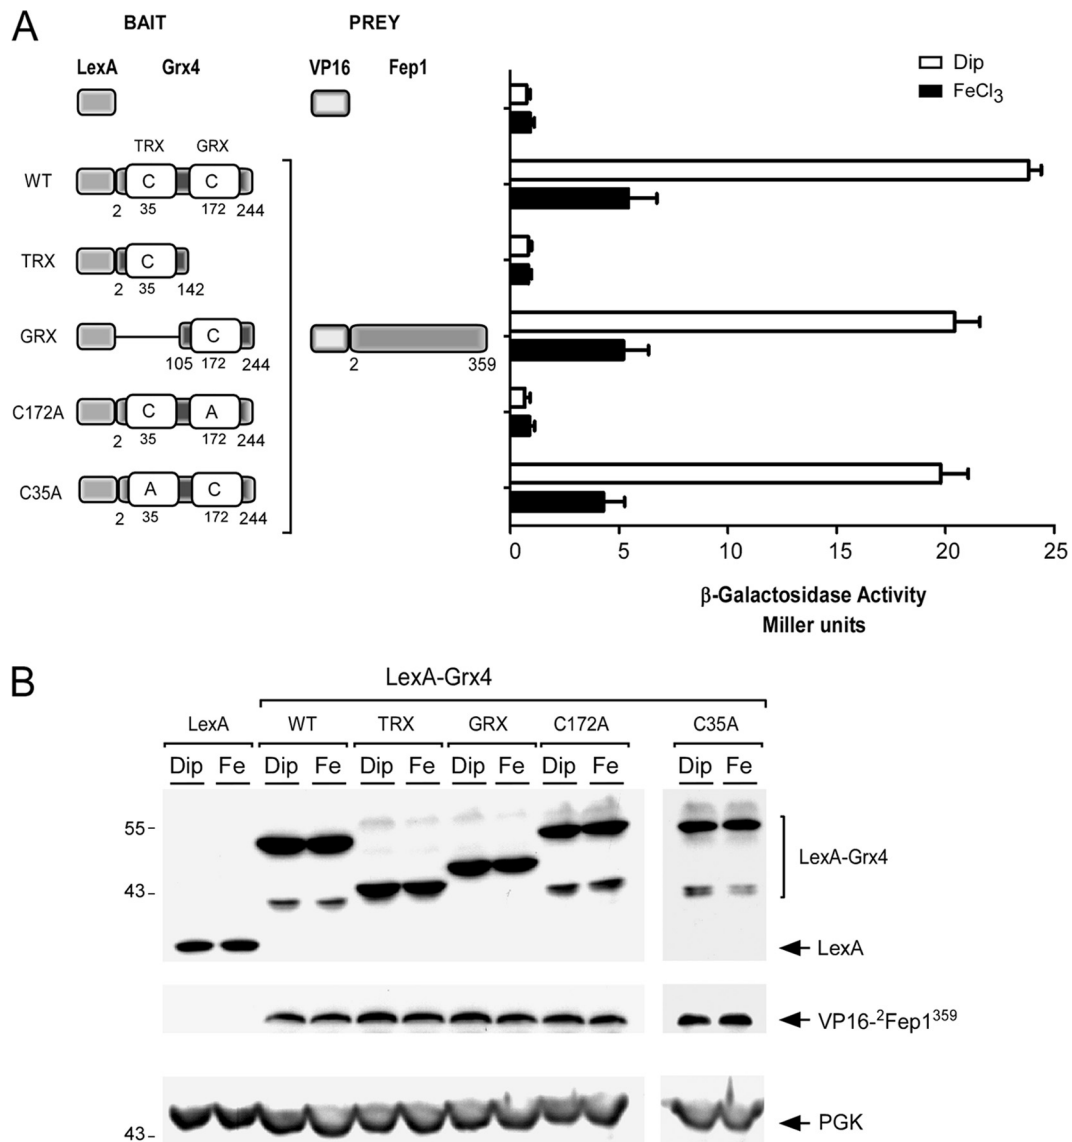 A
BAIT PREY
LexA Grx4 VP16 Fep1
Dip
FeCl3
TRX GRX
WT C C
2 35 172 244
TRX C
2 35 142
GRX C
105 172 244 2 359
C172A C A
2 35 172 244
C35A A C
2 35 172 244
0 5 10 15 20 25
β-Galactosidase Activity
Miller units
B
LexA-Grx4
LexA WT TRX GRX C172A C35A
Dip Fe Dip Fe Dip Fe Dip Fe Dip Fe Dip Fe
55
LexA-Grx4
43
LexA
VP16-2Fep1359
PGK
43